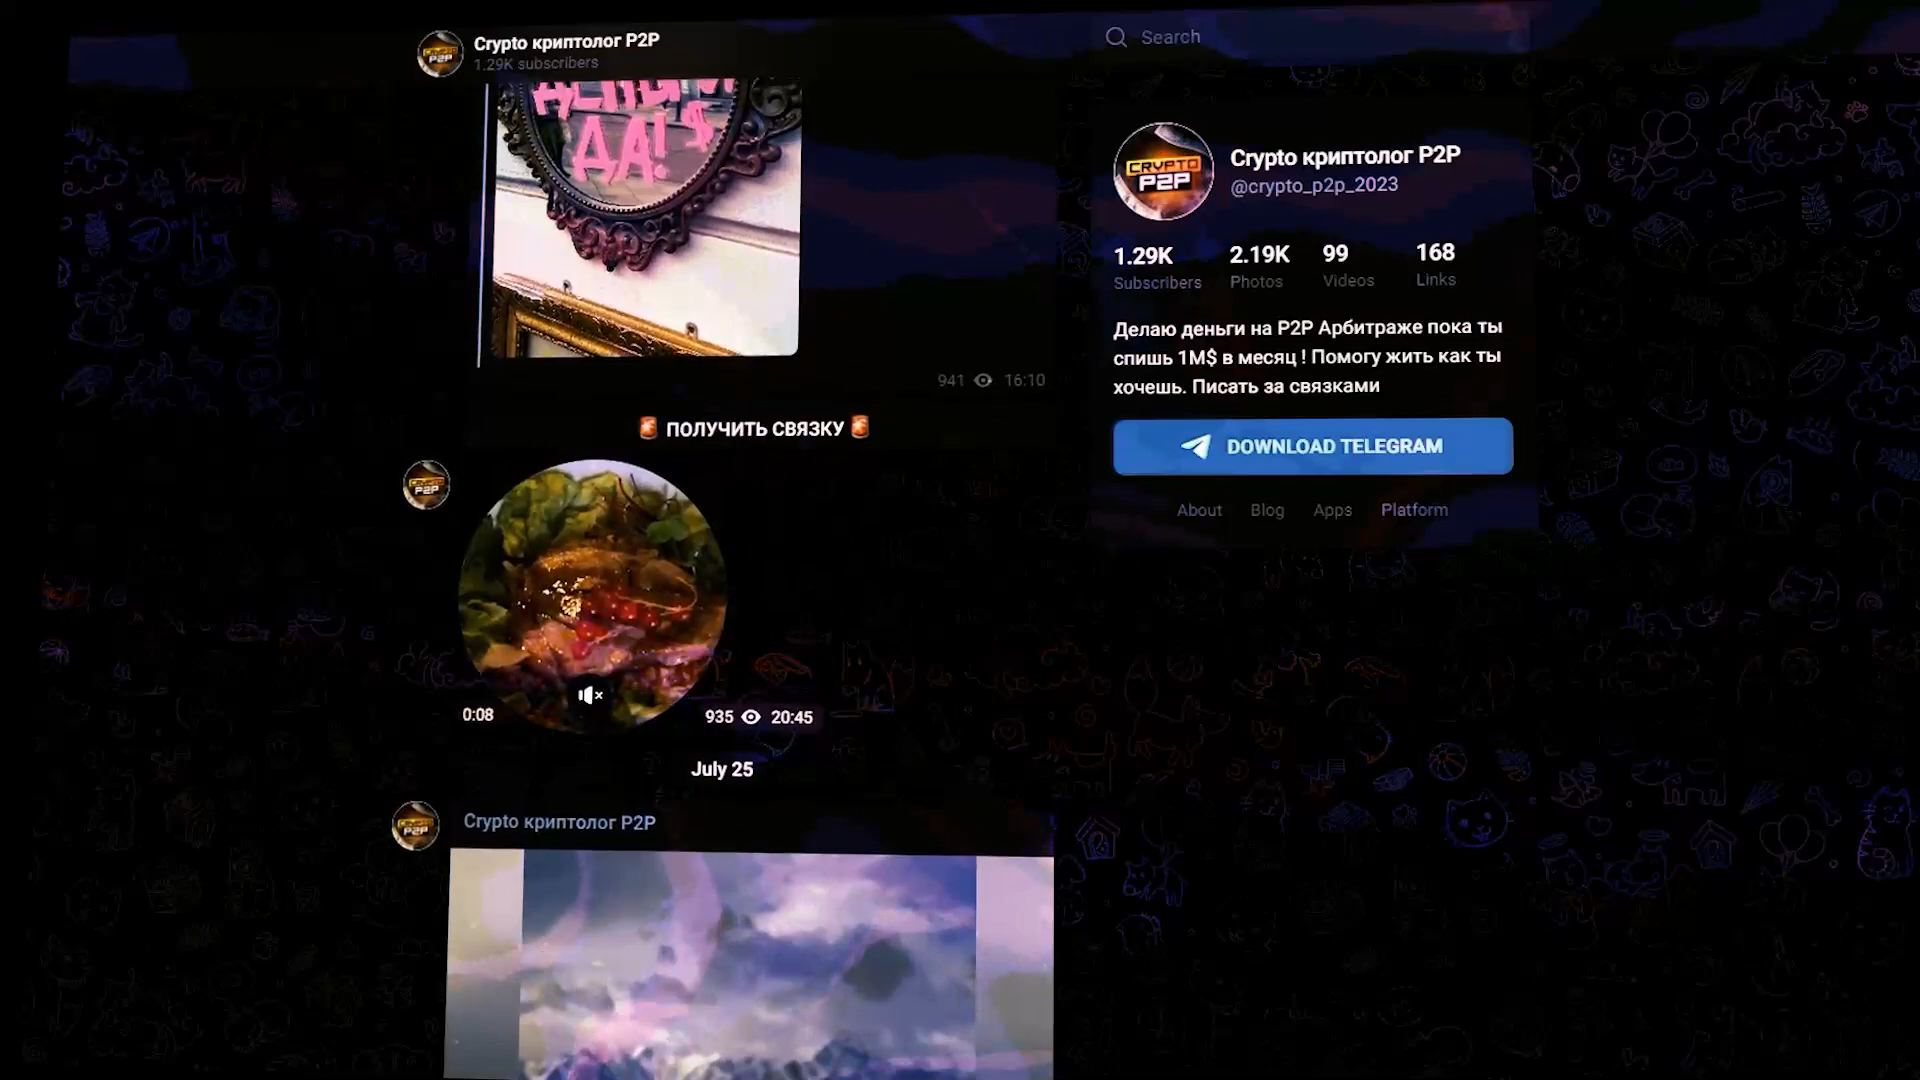 Crypto криптолог P2P
1.29K subscribers
ДА! $
941 16:10
ПОЛУЧИТЬ СВЯЗКУ
CRYPTO
P2P
0:08
935 20:45
July 25
Crypto криптолог P2P
Search
CRYPTO
P2P
Crypto криптолог P2P
@crypto_p2p_2023
1.29K 2.19K 99 168
Subscribers Photos Videos Links
Делаю деньги на P2P Арбитраже пока ты
спишь 1М$ в месяц ! Помогу жить как ты
хочешь. Писать за связками
DOWNLOAD TELEGRAM
About Blog Apps Platform